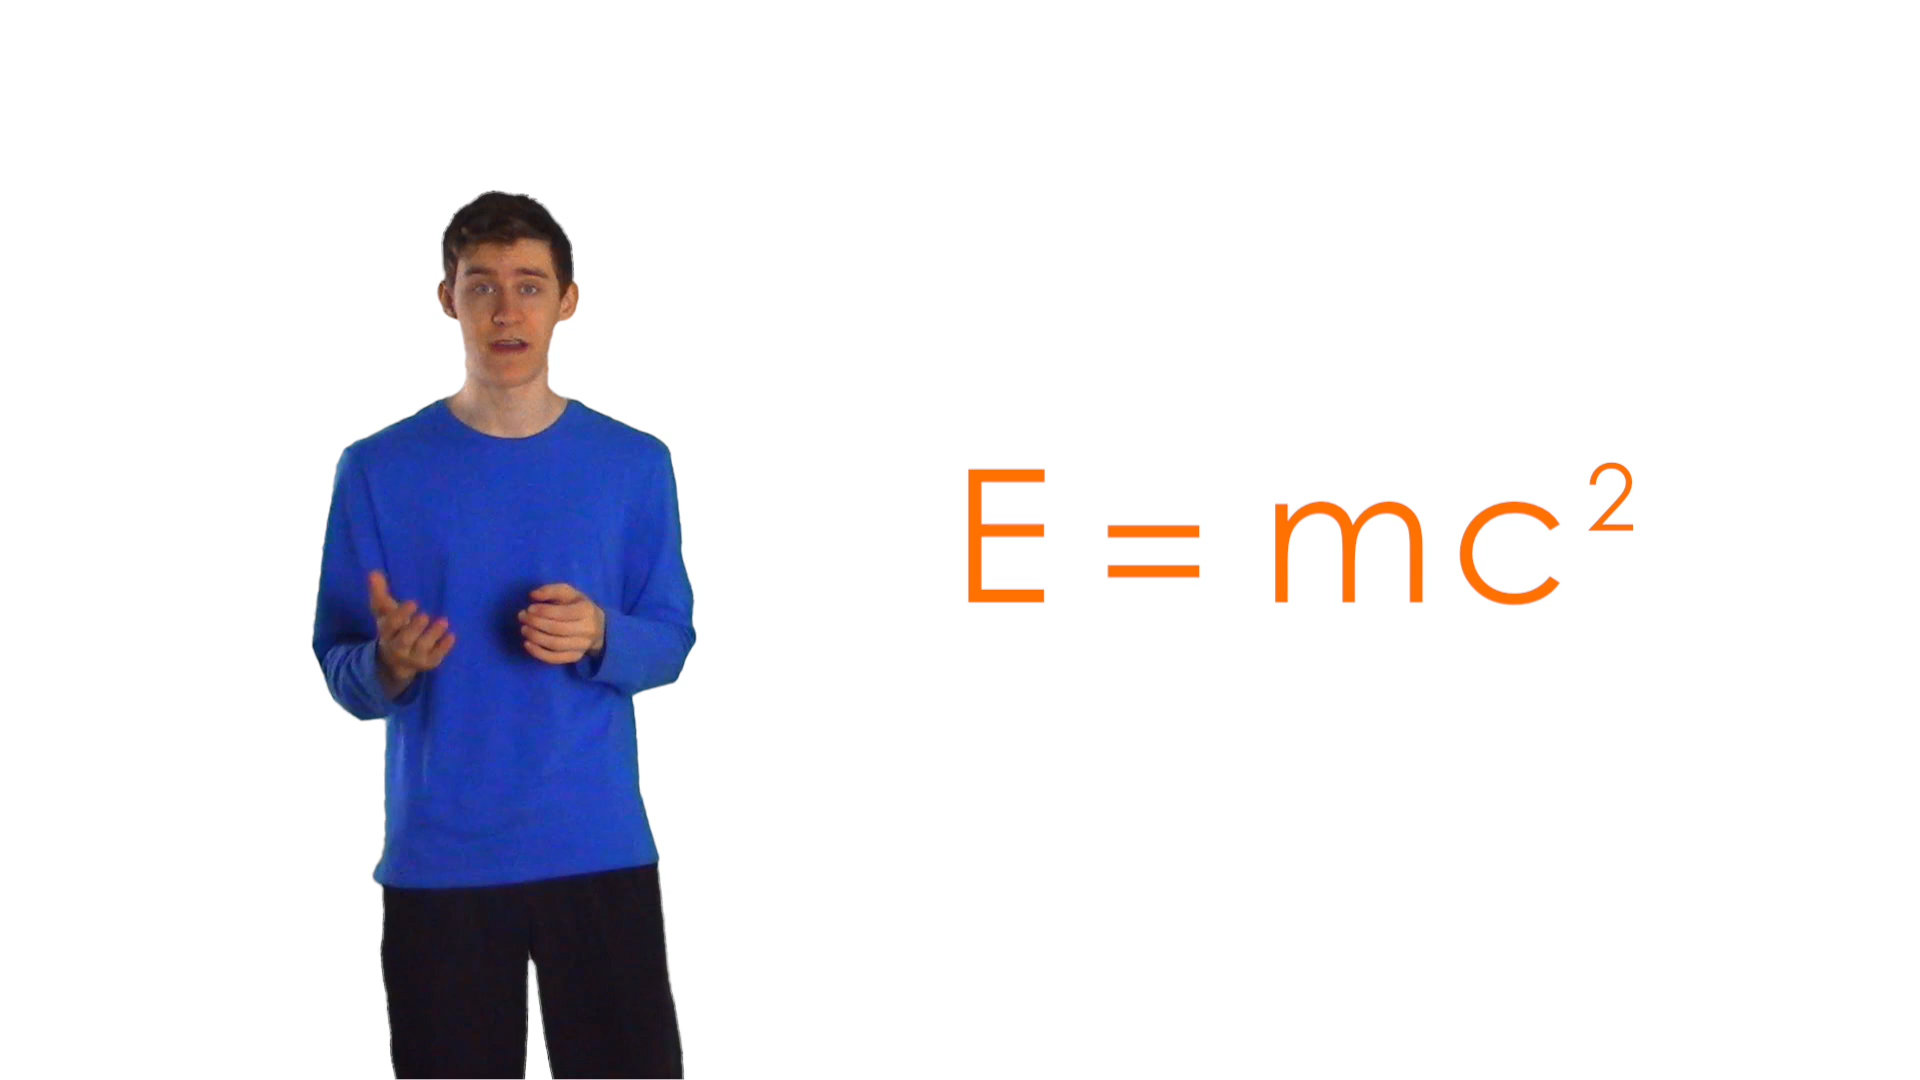 E = mc²